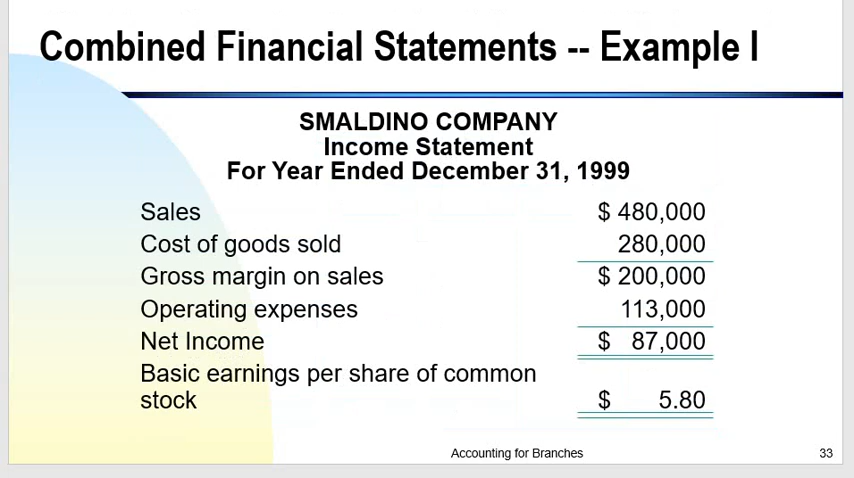 Combined Financial Statements -- Example I
SMALDINO COMPANY
Income Statement
For Year Ended December 31, 1999
Sales $ 480,000
Cost of goods sold 280,000
Gross margin on sales $ 200,000
Operating expenses 113,000
Net Income $ 87,000
Basic earnings per share of common
stock $ 5.80
Accounting for Branches 33